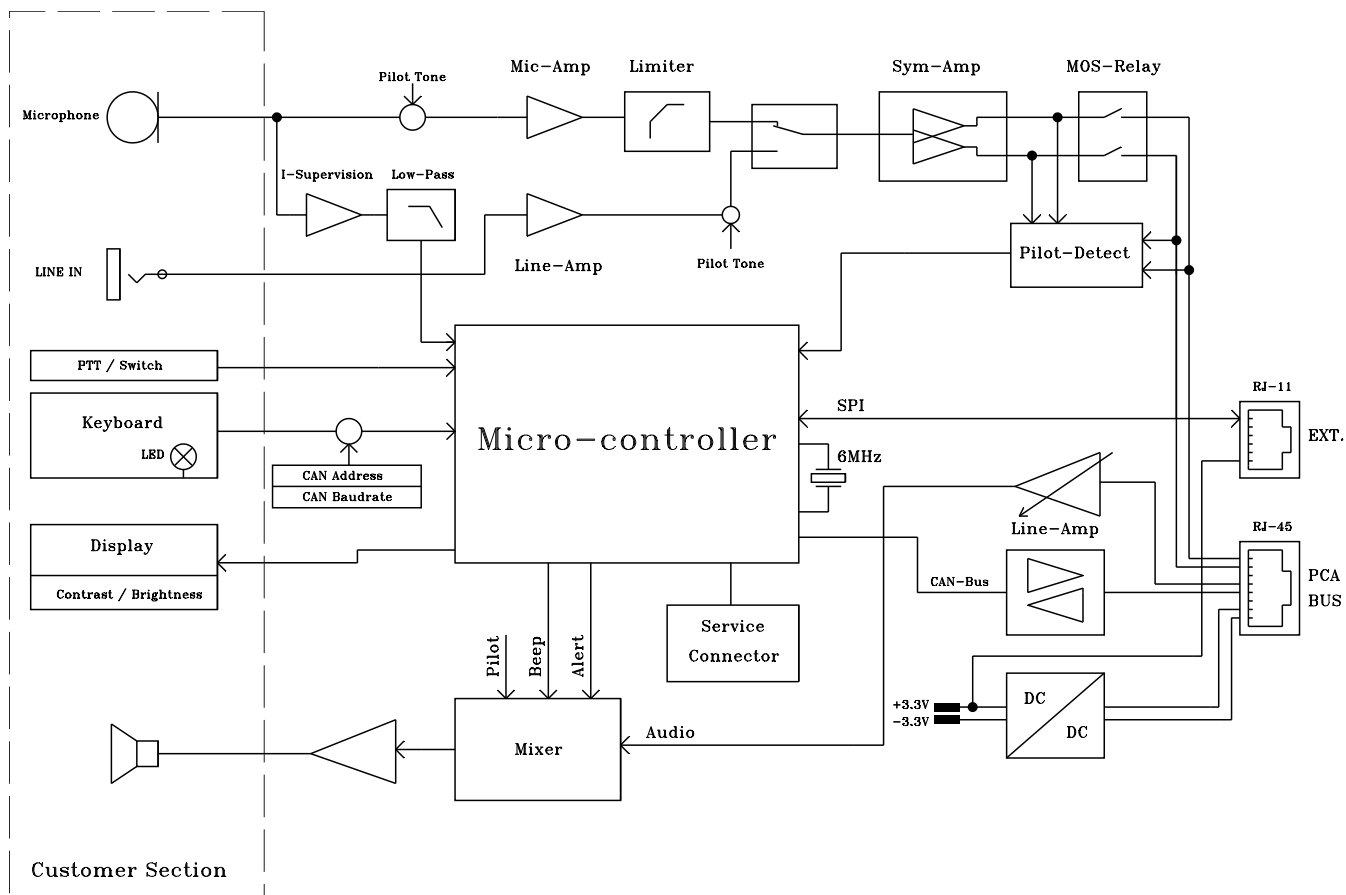 Mic-Amp
Limiter
Sym-Amp
MOS-Relay
Pilot Tone
Microphone
I-Supervision
Low-Pass
LINE IN
Line-Amp
Pilot Tone
Pilot-Detect
PTT / Switch
Keyboard
LED
CAN Address
CAN Baudrate
Micro-controller
SPI
6MHz
RJ-11
EXT.
Line-Amp
RJ-45
PCA
BUS
CAN-Bus
Display
Contrast / Brightness
Service
Connector
Pilot
Beep
Alert
+3.3V
-3.3V
DC
DC
Audio
Mixer
Customer Section